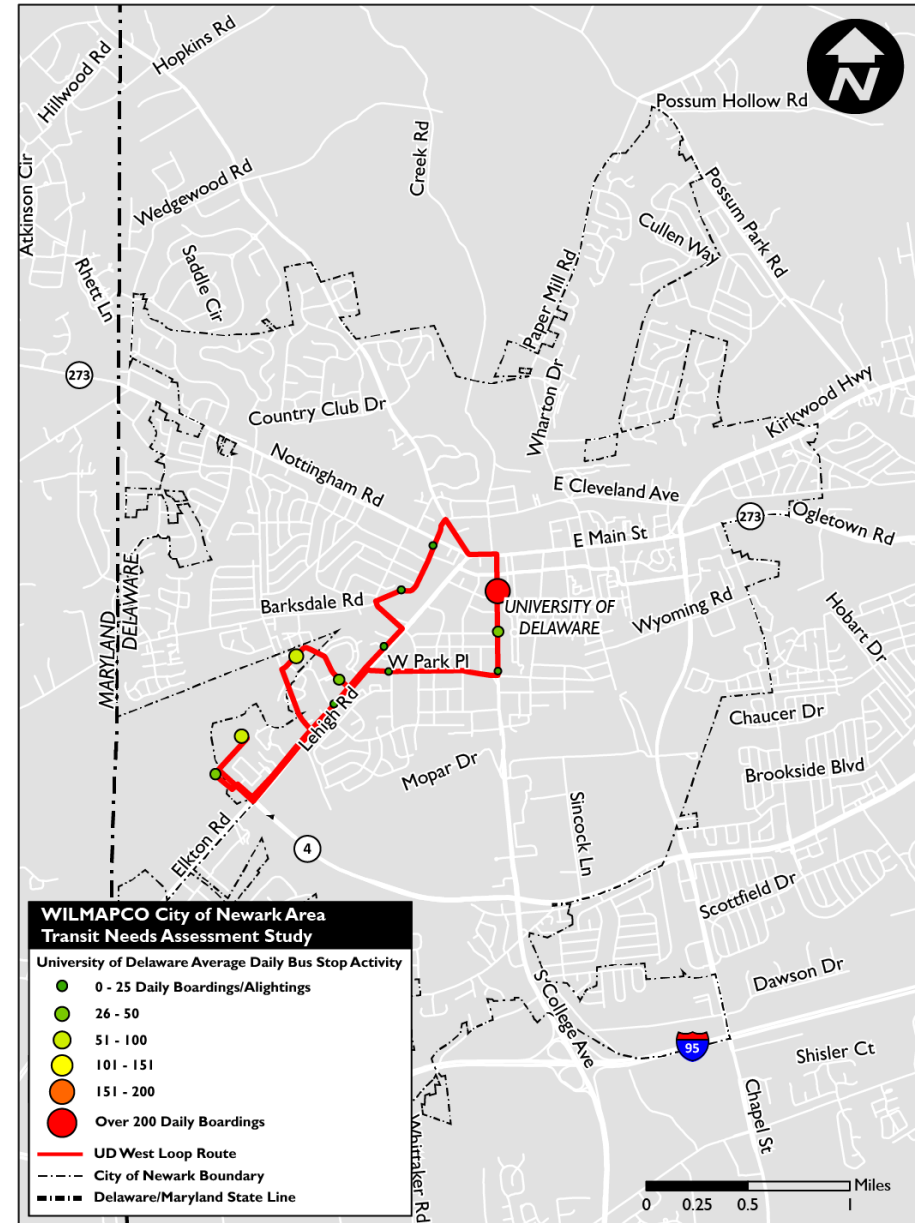 Hopkins Rd
Hillwood Rd
N
Possum Hollow Rd
Creek Rd
Atkinson Cir
Wedgewood Rd
Possum Park Rd
Cullen Way
Saddle Cir
Rhett Ln
Paper Mill Rd
273
Wharton Dr
Kirkwood Hwy
Country Club Dr
Nottingham Rd
E Cleveland Ave
273
Ogletown Rd
E Main St
MARYLAND
DELAWARE
Barksdale Rd
UNIVERSITY OF
DELAWARE
Wyoming Rd
Hobart Dr
W Park Pl
Lehigh Rd
Chaucer Dr
Mopar Dr
Brookside Blvd
Sincock Ln
Elkton Rd
4
Scottfield Dr
S College Ave
Dawson Dr
95
Shisler Ct
Chapel St
Whittaker Rd
WILMAPCO City of Newark Area
Transit Needs Assessment Study
University of Delaware Average Daily Bus Stop Activity
0 - 25 Daily Boardings/Alightings
26 - 50
51 - 100
101 - 151
151 - 200
Over 200 Daily Boardings
UD West Loop Route
City of Newark Boundary
Delaware/Maryland State Line
Miles
0 0.25 0.5 1